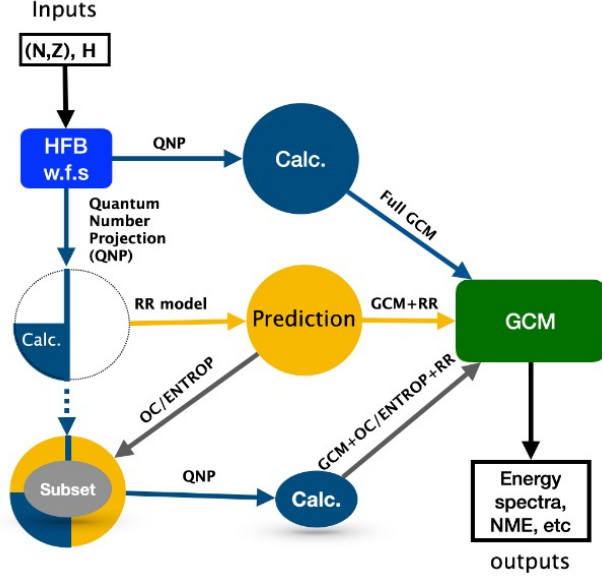 Inputs
(N,Z), H
HFB
w.f.s
QNP
Calc.
Quantum
Number
Projection
(QNP)
Full GCM
Calc.
RR model
Prediction
GCM+RR
GCM
OC/ENTROP
GCM+OC/ENTROP+RR
Subset
QNP
Calc.
Energy
spectra,
NME, etc
outputs